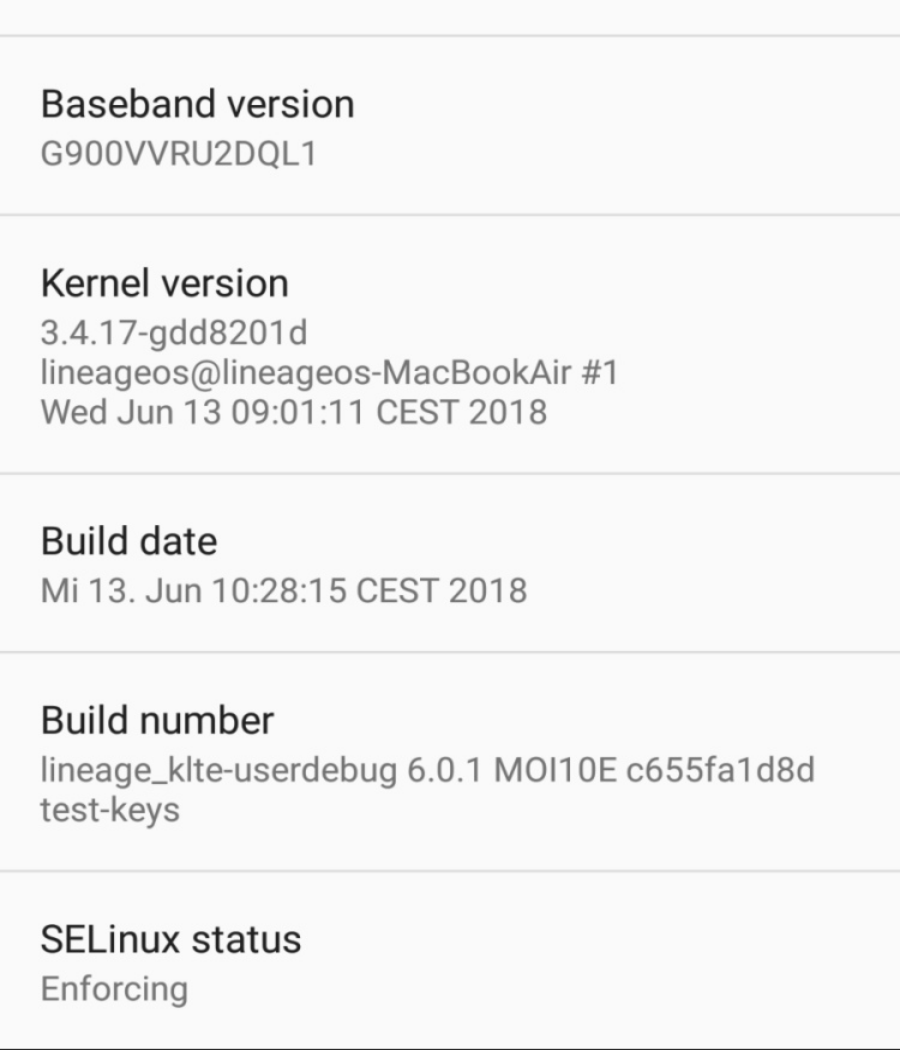 Baseband version
G900VVRU2DQL1
Kernel version
3.4.17-gdd8201d
lineageos@lineageos-MacBookAir #1
Wed Jun 13 09:01:11 CEST 2018
Build date
Mi 13. Jun 10:28:15 CEST 2018
Build number
lineage_klte-userdebug 6.0.1 MOI10E c655fa1d8d
test-keys
SELinux status
Enforcing